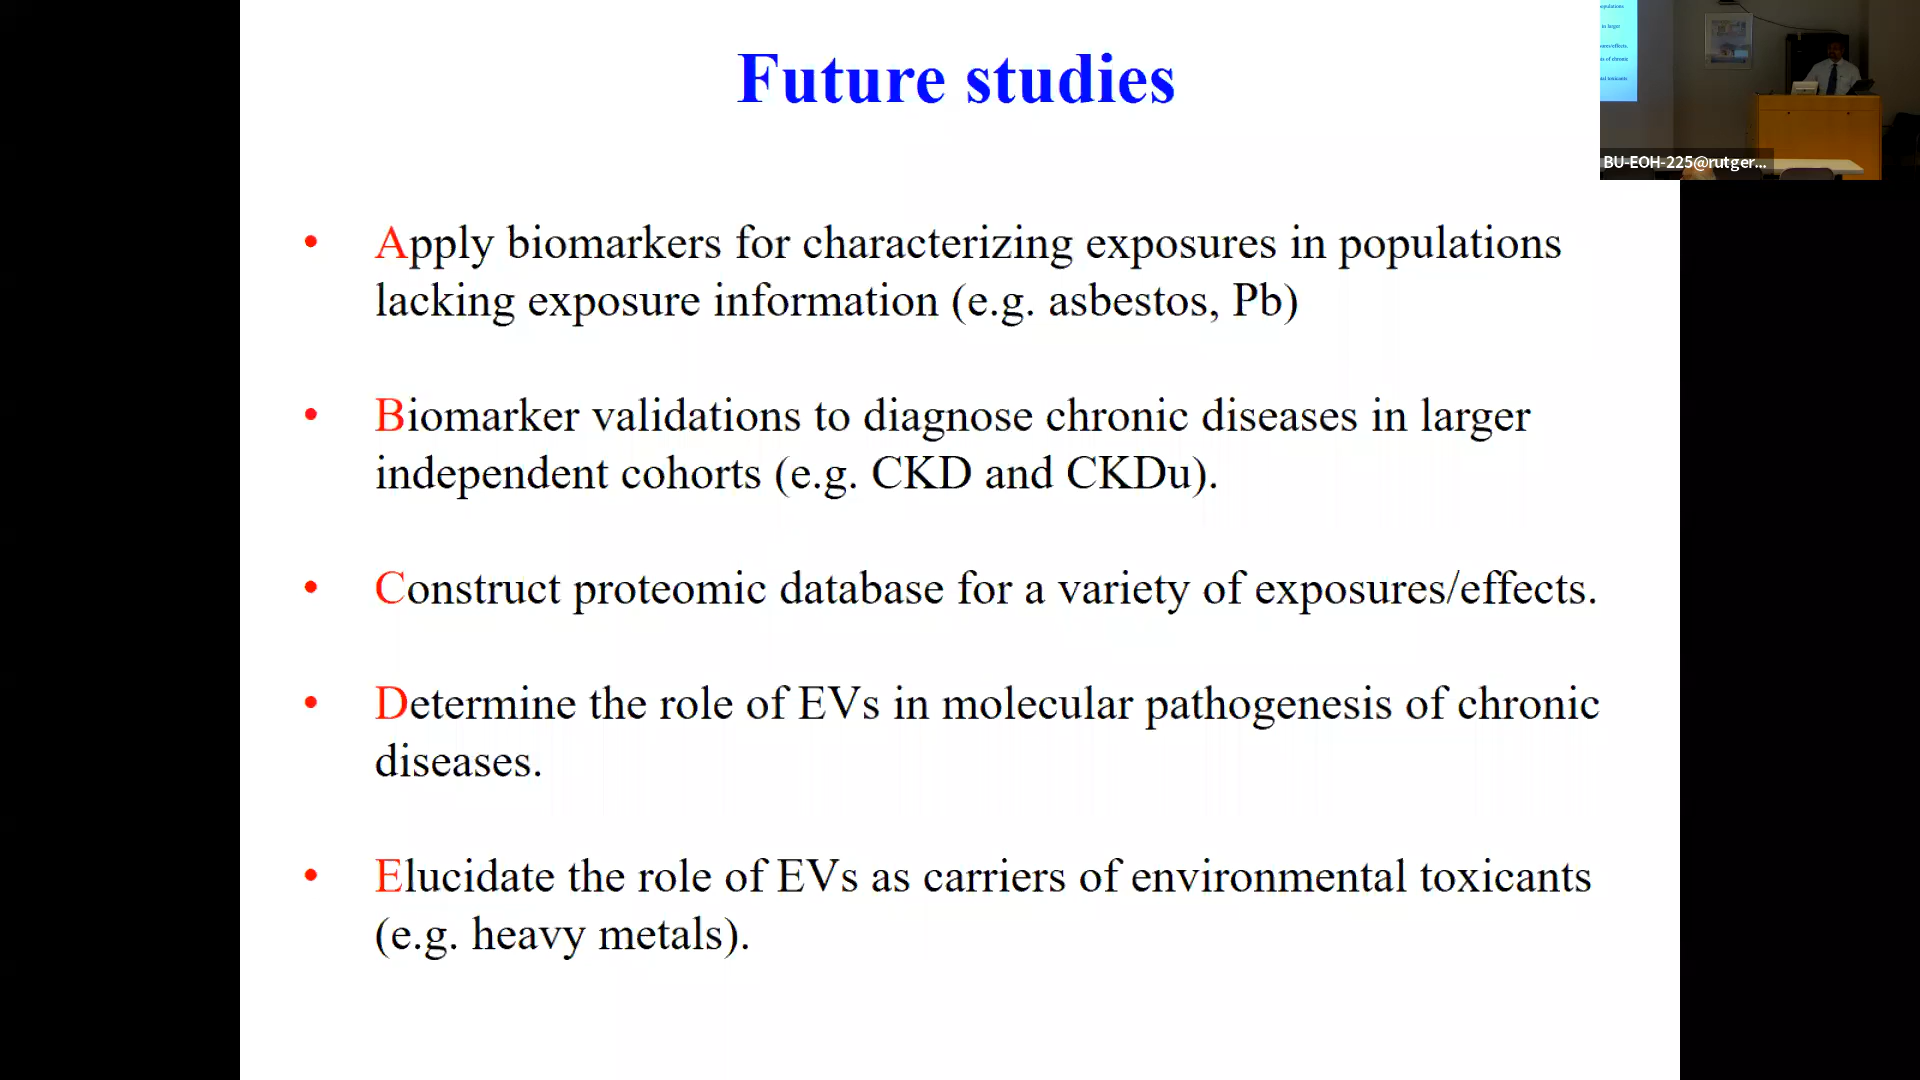 Future studies
• Apply biomarkers for characterizing exposures in populations
lacking exposure information (e.g. asbestos, Pb)
• Biomarker validations to diagnose chronic diseases in larger
independent cohorts (e.g. CKD and CKDu).
• Construct proteomic database for a variety of exposures/effects.
• Determine the role of EVs in molecular pathogenesis of chronic
diseases.
• Elucidate the role of EVs as carriers of environmental toxicants
(e.g. heavy metals).
BU-EOH-225@rutger...